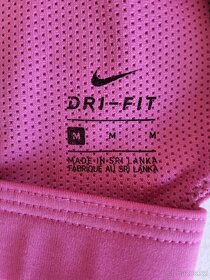 DRI-FIT
M M M
MADE IN SRI LANKA
FABRIQUÉ AU SRI LANKA